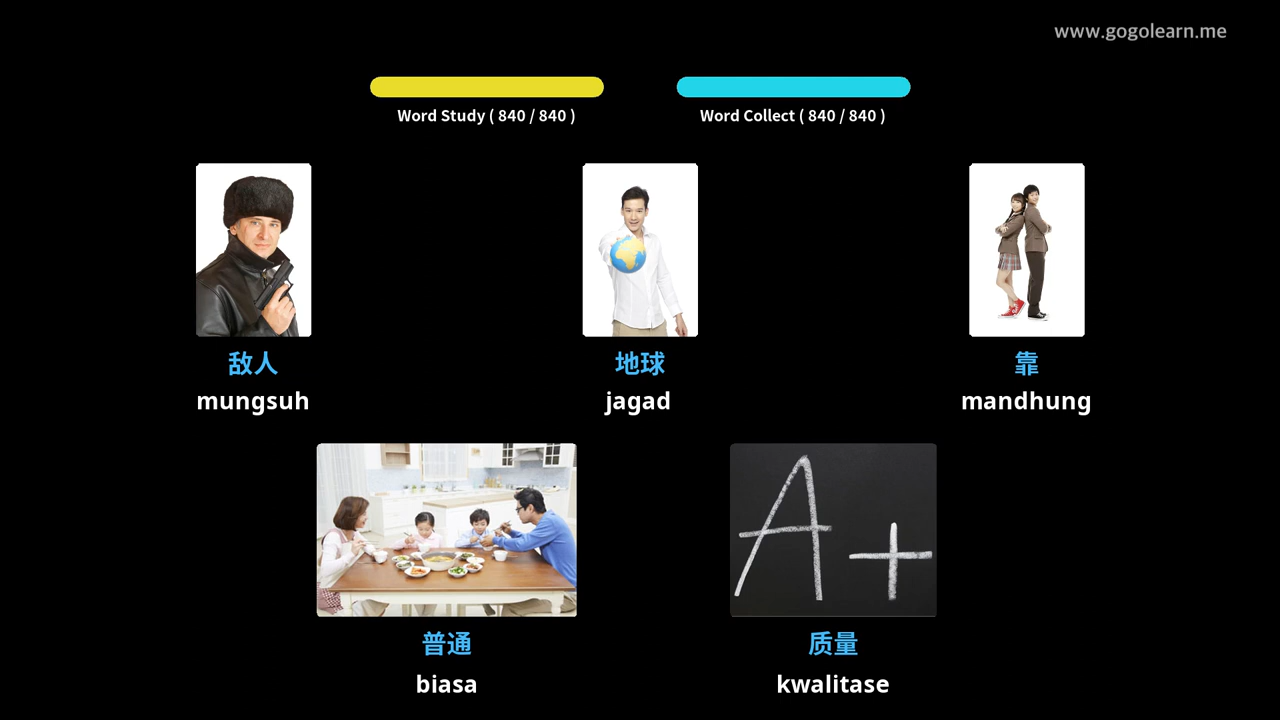 www.gogolearn.me
Word Study ( 840 / 840 )
Word Collect ( 840 / 840 )
敌人
mungsuh
地球
jagad
靠
mandhung
普通
biasa
质量
kwalitase
A+